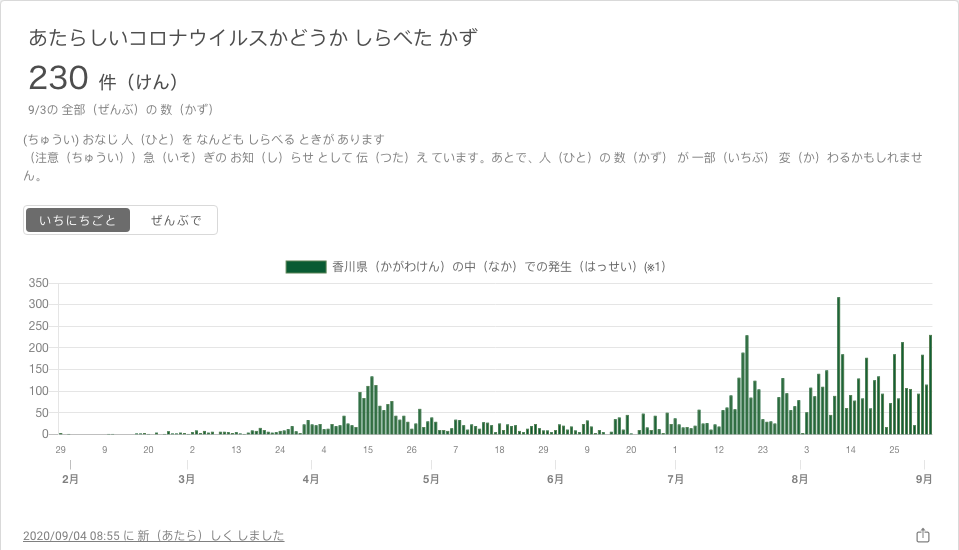 あたらしいコロナウイルスかどうか しらべた かず
230 件（けん）
9/3の 全部（ぜんぶ）の 数（かず）
(ちゅうい) おなじ 人（ひと）を なんども しらべる ときが あります
（注意（ちゅうい））急（いそ）ぎの お知（し）らせ として 伝（つた）え ています。あとで、人（ひと）の 数（かず） が 一部（いちぶ） 変（か）わるかもしれませ
ん。
いちにちごと ぜんぶで
香川県（かがわけん）の中（なか）での発生（はっせい）(※1)
350
300
250
200
150
100
50
0
29 9 20 2 13 24 4 15 26 7 18 29 9 20 1 12 23 3 14 25
2月 3月 4月 5月 6月 7月 8月 9月
2020/09/04 08:55 に 新（あたら）しく しました